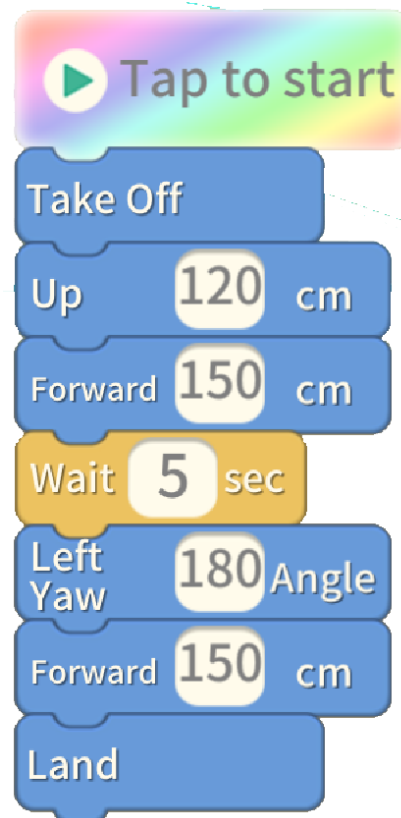 Tap to start
Take Off
Up 120 cm
Forward 150 cm
Wait 5 sec
Left
Yaw 180 Angle
Forward 150 cm
Land